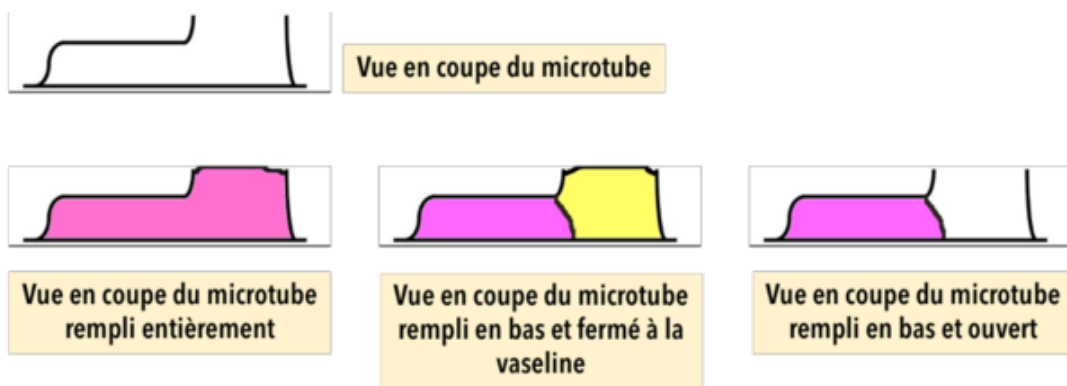 Vue en coupe du microtube
Vue en coupe du microtube
rempli entièrement
Vue en coupe du microtube
rempli en bas et fermé à la
vaseline
Vue en coupe du microtube
rempli en bas et ouvert